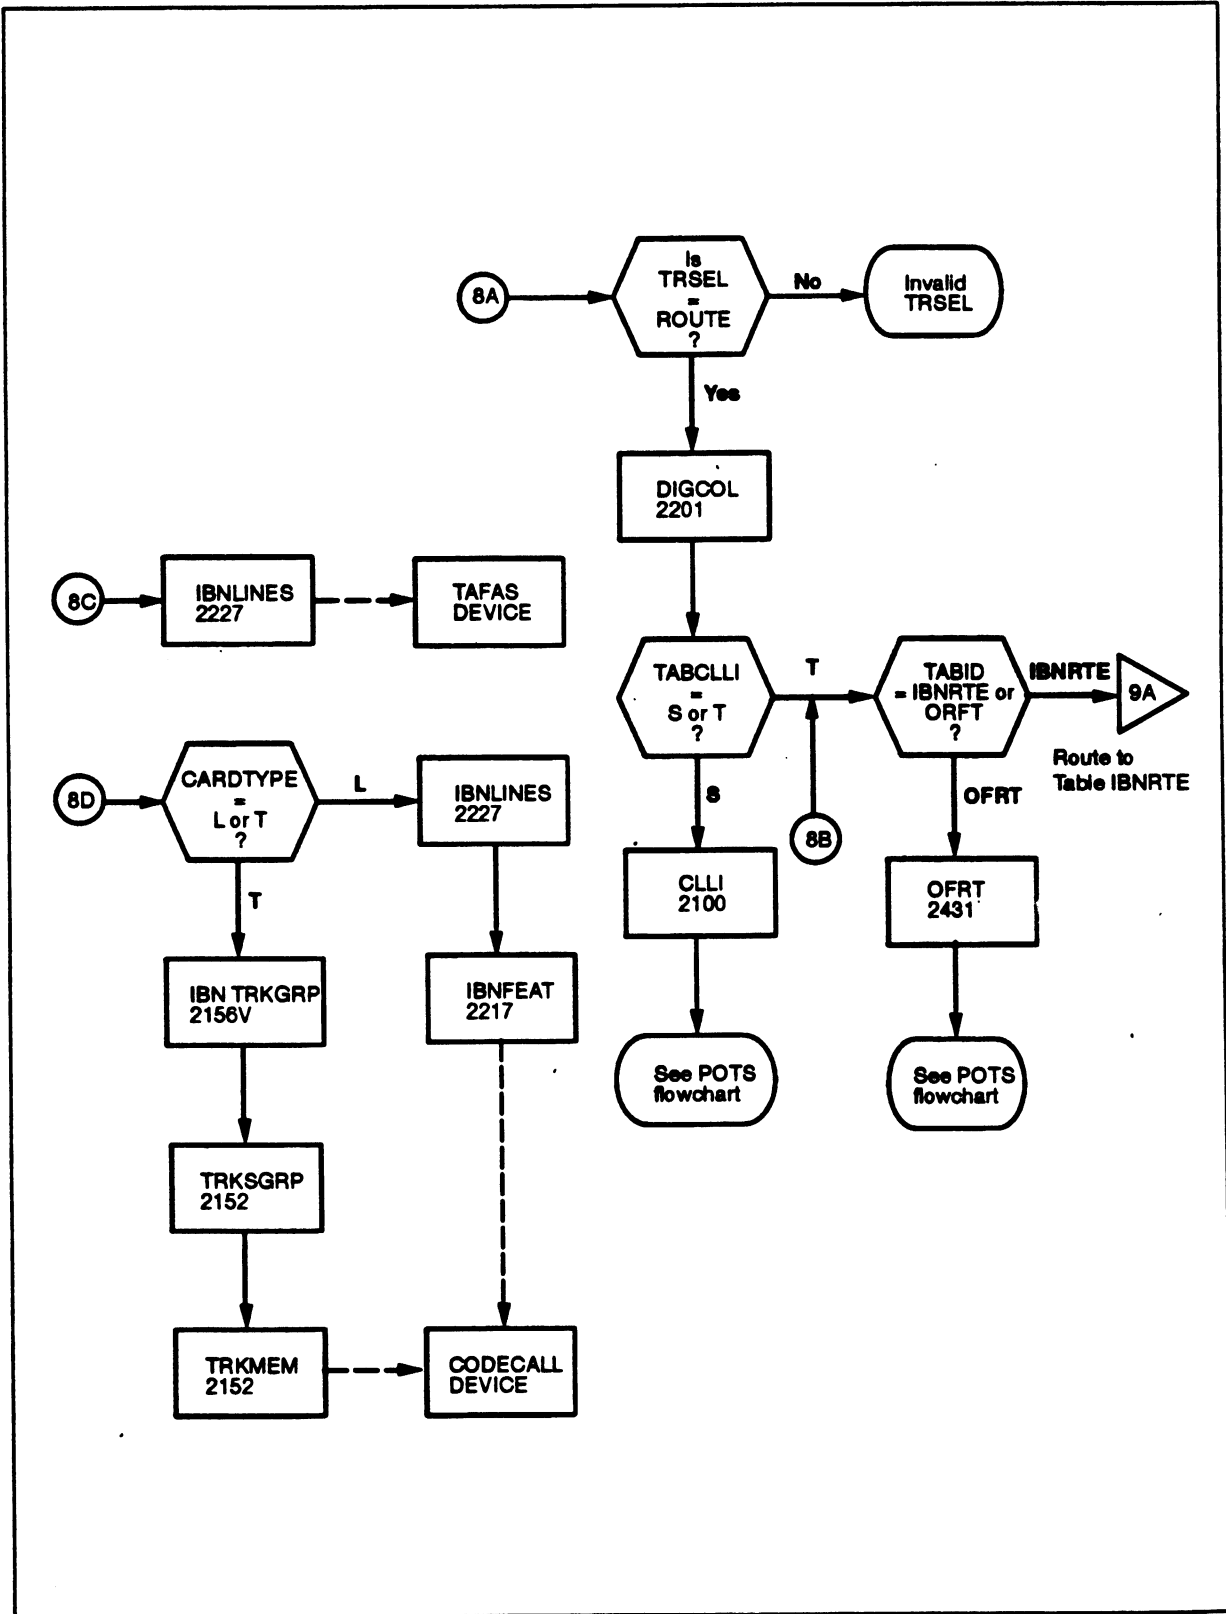 8A
Is
TRSEL
=
ROUTE
?
No
Invalid
TRSEL
Yes
DIGCOL
2201
8C
IBNLINES
2227
TAFAS
DEVICE
TABCLLI
=
S or T
?
T
TABID
= IBNRTE or
ORFT
?
IBNRTE
9A
Route to
Table IBNRTE
8D
CARDTYPE
=
L or T
?
L
IBNLINES
2227
S
8B
OFRT
T
CLLI
2100
OFRT
2431
IBN TRKGRP
2156V
IBNFEAT
2217
See POTS
flowchart
See POTS
flowchart
TRKSGRP
2152
TRKMEM
2152
CODECALL
DEVICE